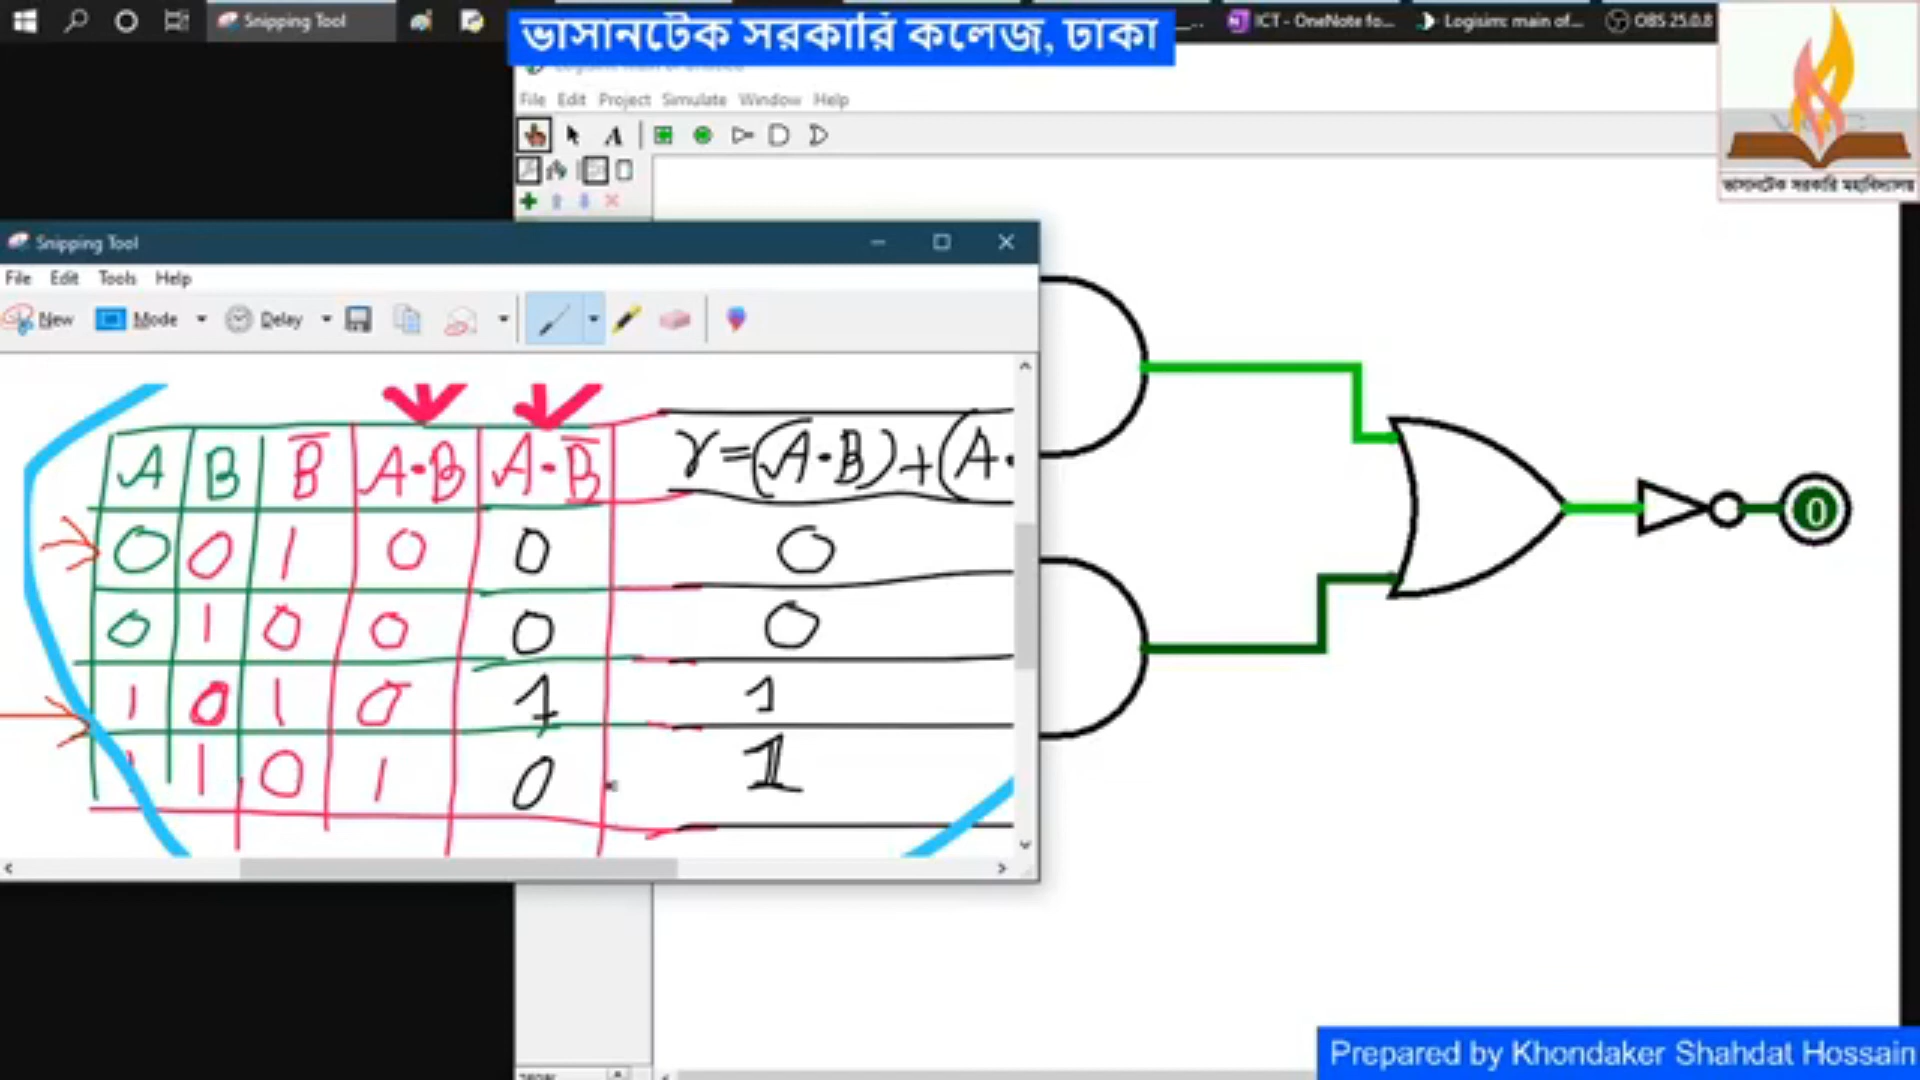 Snipping Tool
ভাসানটেক সরকারি কলেজ, ঢাকা
ICT - OneNote fo...
Logisim: main of...
OBS 25.0.8
File Edit Project Simulate Window Help
ভাসানটেক সরকারি মহাবিদ্যালয়
Snipping Tool
File Edit Tools Help
New Mode Delay
A B B̅ A·B A·B̅ Y=(A·B)+(A·
0 0 1 0 0 0
0 1 0 0 0 0
1 0 1 0 1 1
1 1 0 1 0 1
0
Prepared by Khondaker Shahdat Hossain